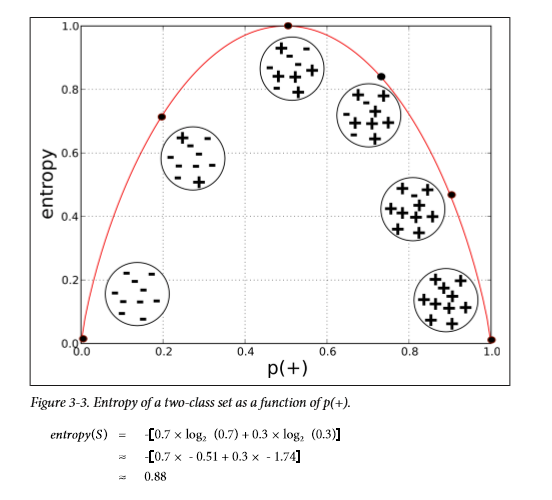 1.0
0.8
0.6
0.4
0.2
0.0
entropy
0.0 0.2 0.4 0.6 0.8 1.0
p(+)
Figure 3-3. Entropy of a two-class set as a function of p(+).
entropy(S) = -[0.7 × log₂ (0.7) + 0.3 × log₂ (0.3)]
≈ -[0.7 × - 0.51 + 0.3 × - 1.74]
≈ 0.88